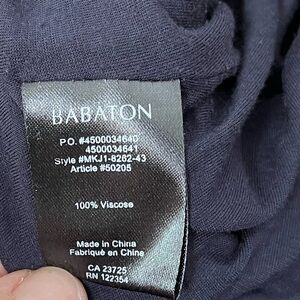 BABATON
P.O. #4500034640
4500034641
Style #MKJ1-8262-43
Article #50205
100% Viscose
Made in China
Fabriqué en Chine
CA 23725
RN 122354